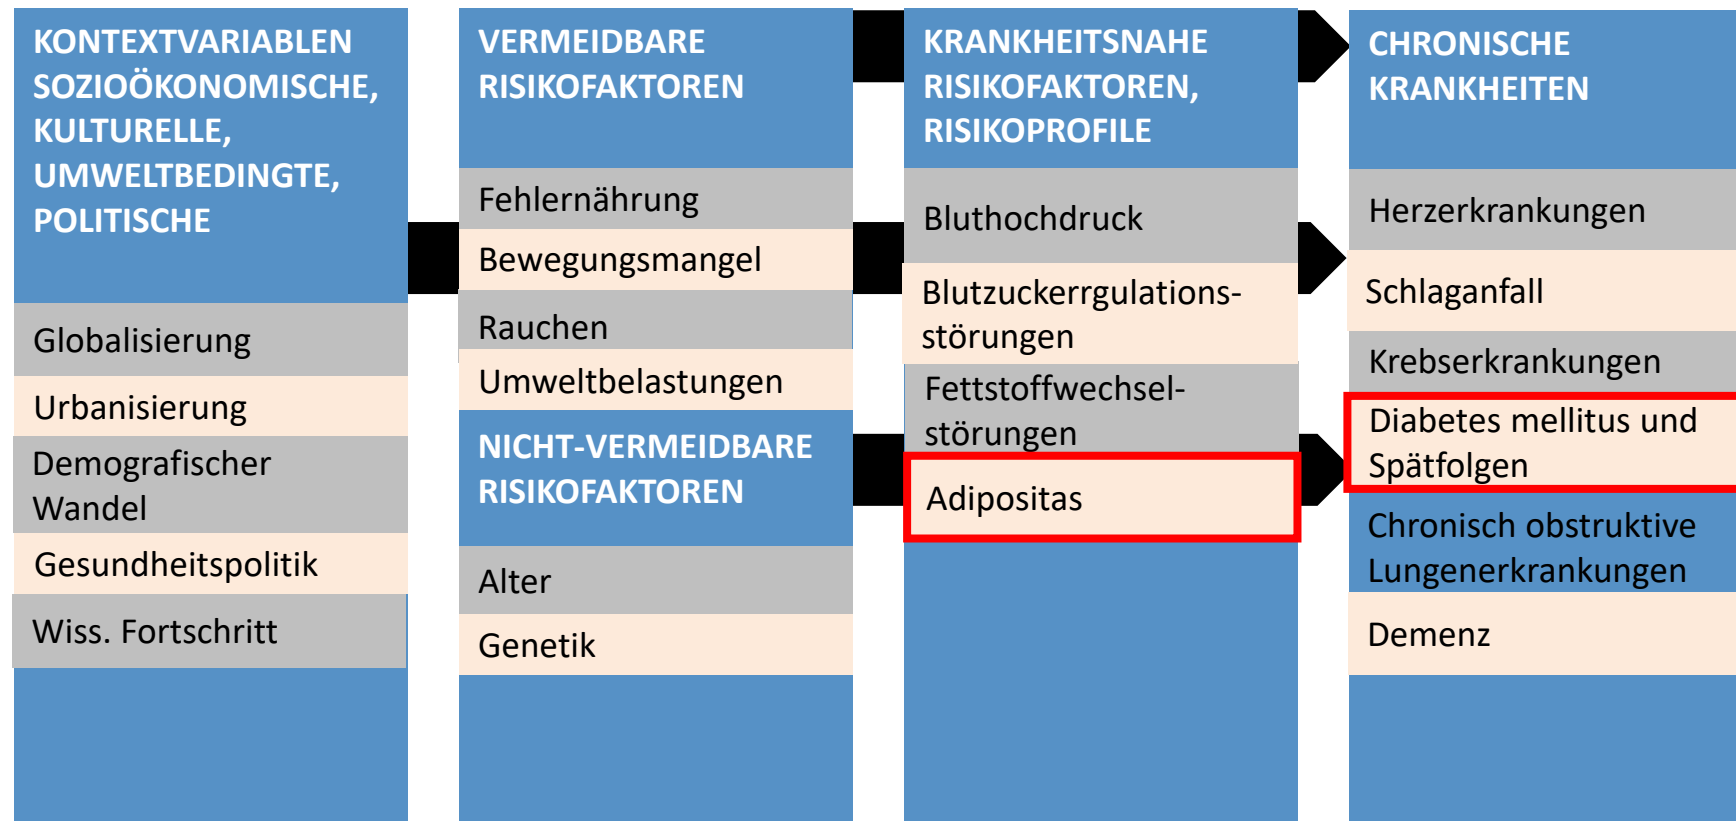 KONTEXTVARIABLEN
SOZIOÖKONOMISCHE,
KULTURELLE,
UMWELTBEDINGTE,
POLITISCHE
Globalisierung
Urbanisierung
Demografischer
Wandel
Gesundheitspolitik
Wiss. Fortschritt
VERMEIDBARE
RISIKOFAKTOREN
Fehlernährung
Bewegungsmangel
Rauchen
Umweltbelastungen
NICHT-VERMEIDBARE
RISIKOFAKTOREN
Alter
Genetik
KRANKHEITSNAHE
RISIKOFAKTOREN,
RISIKOPROFILE
Bluthochdruck
Blutzuckerrgulations-
störungen
Fettstoffwechsel-
störungen
Adipositas
CHRONISCHE
KRANKHEITEN
Herzerkrankungen
Schlaganfall
Krebserkrankungen
Diabetes mellitus und
Spätfolgen
Chronisch obstruktive
Lungenerkrankungen
Demenz